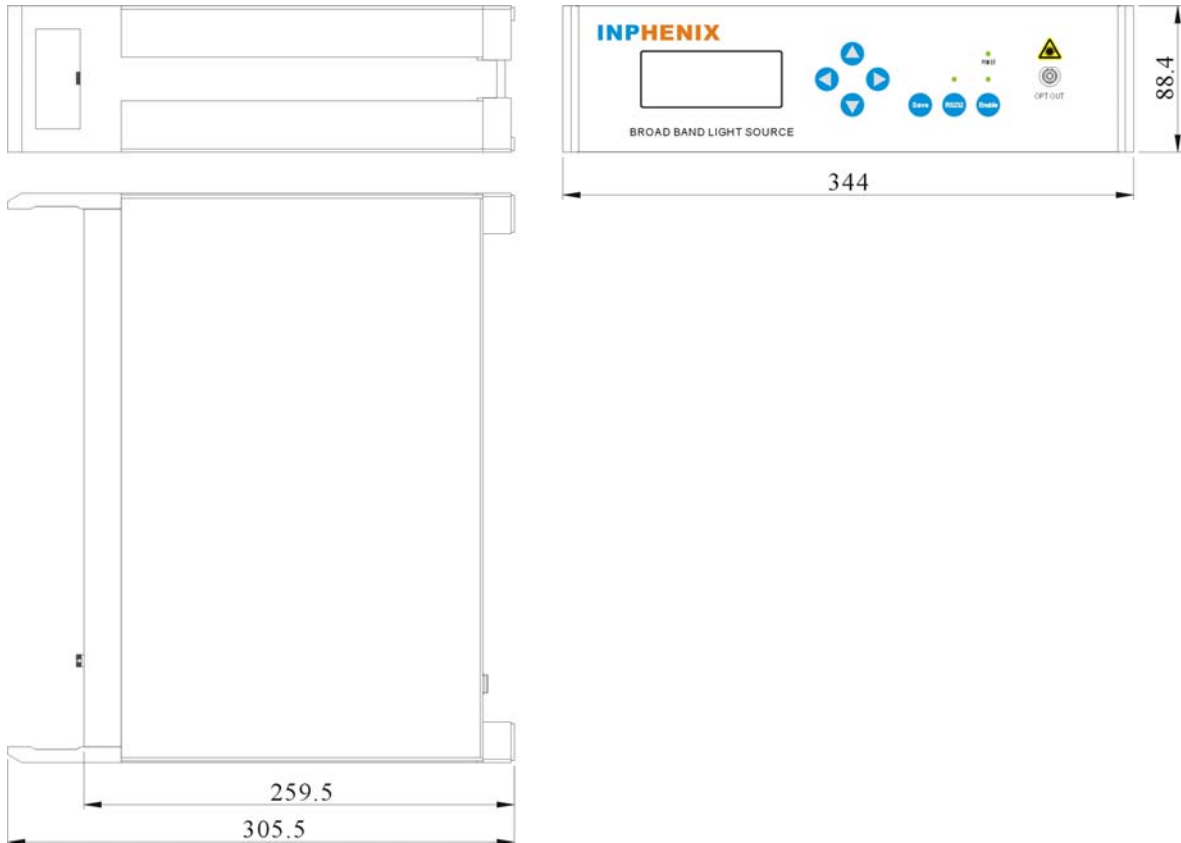 INPHENIX
BROAD BAND LIGHT SOURCE
Save
RS232
Enable
OPT OUT
88.4
344
259.5
305.5